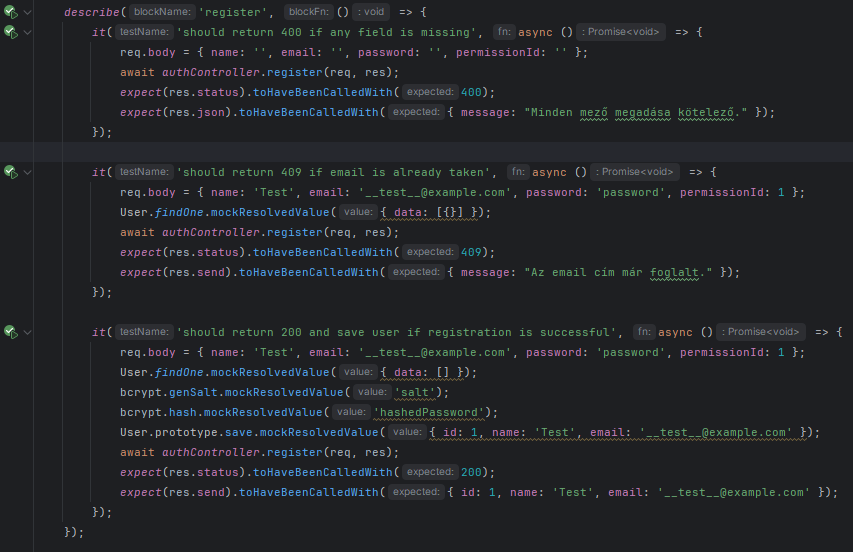 describe( blockName: 'register', blockFn: () : void => {
it( testName: 'should return 400 if any field is missing', fn: async () : Promise<void> => {
req.body = { name: '', email: '', password: '', permissionId: '' };
await authController.register(req, res);
expect(res.status).toHaveBeenCalledWith( expected: 400);
expect(res.json).toHaveBeenCalledWith( expected: { message: "Minden mező megadása kötelező." });
});
it( testName: 'should return 409 if email is already taken', fn: async () : Promise<void> => {
req.body = { name: 'Test', email: '__test__@example.com', password: 'password', permissionId: 1 };
User.findOne.mockResolvedValue( value: { data: [{}] });
await authController.register(req, res);
expect(res.status).toHaveBeenCalledWith( expected: 409);
expect(res.send).toHaveBeenCalledWith( expected: { message: "Az email cím már foglalt." });
});
it( testName: 'should return 200 and save user if registration is successful', fn: async () : Promise<void> => {
req.body = { name: 'Test', email: '__test__@example.com', password: 'password', permissionId: 1 };
User.findOne.mockResolvedValue( value: { data: [] });
bcrypt.genSalt.mockResolvedValue( value: 'salt');
bcrypt.hash.mockResolvedValue( value: 'hashedPassword');
User.prototype.save.mockResolvedValue( value: { id: 1, name: 'Test', email: '__test__@example.com' });
await authController.register(req, res);
expect(res.status).toHaveBeenCalledWith( expected: 200);
expect(res.send).toHaveBeenCalledWith( expected: { id: 1, name: 'Test', email: '__test__@example.com' });
});
});